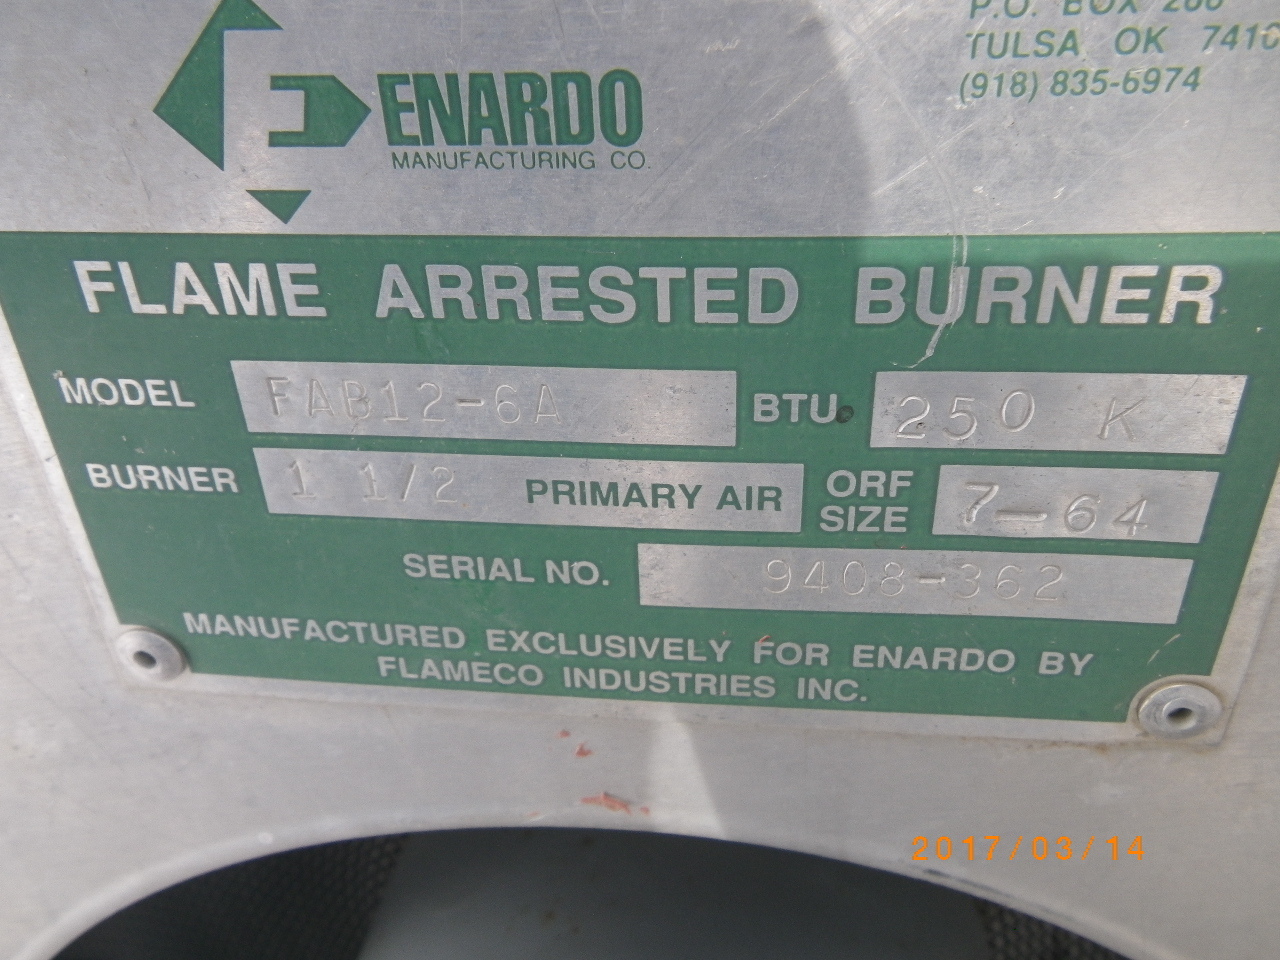 P.O. BOX
TULSA OK
(918) 835-6974
ENARDO
MANUFACTURING CO.
FLAME ARRESTED BURNER
MODEL FAB12-6A BTU 250 K
BURNER 1 1/2 PRIMARY AIR ORF SIZE 7-64
SERIAL NO. 9408-362
MANUFACTURED EXCLUSIVELY FOR ENARDO BY
FLAMECO INDUSTRIES INC.
2017/03/14